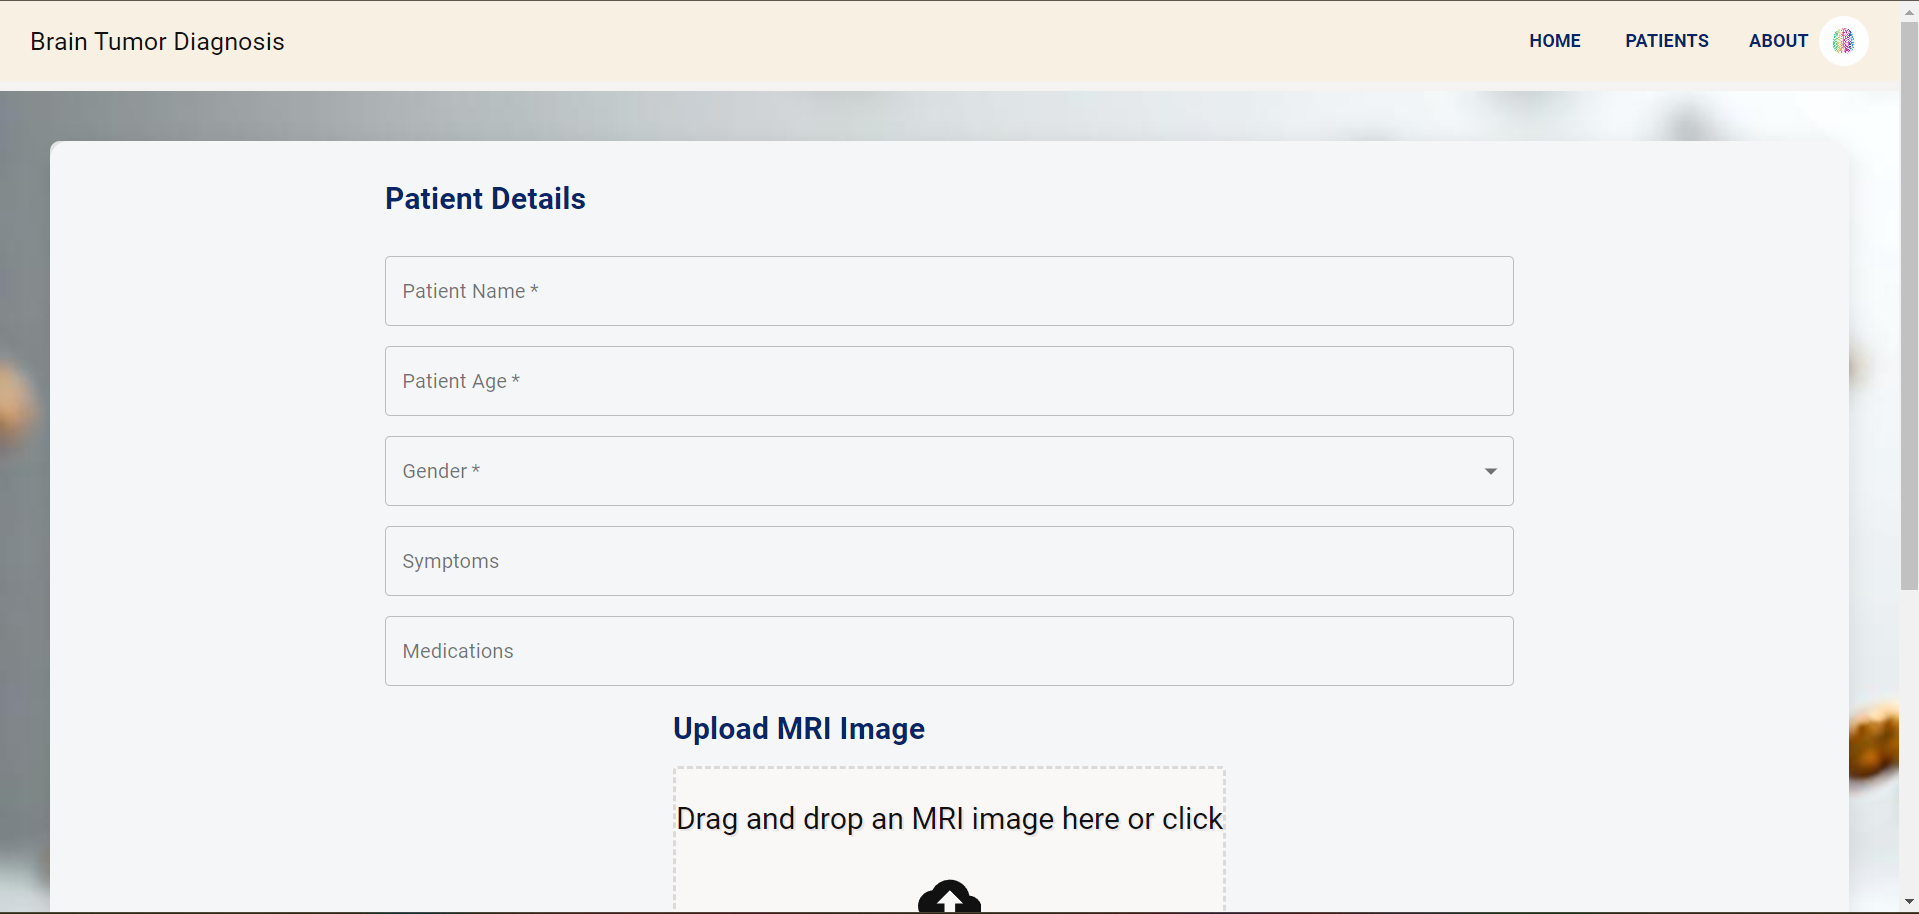 Brain Tumor Diagnosis
HOME PATIENTS ABOUT
Patient Details
Patient Name *
Patient Age *
Gender *
Symptoms
Medications
Upload MRI Image
Drag and drop an MRI image here or click